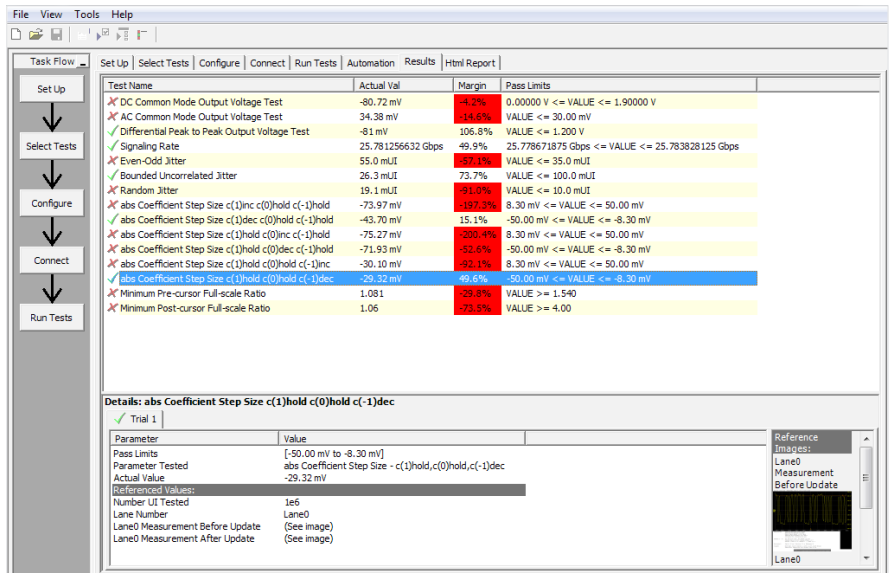 File View Tools Help
Task Flow
Set Up
Select Tests
Configure
Connect
Run Tests
Set Up Select Tests Configure Connect Run Tests Automation Results Html Report
Test Name Actual Val Margin Pass Limits
DC Common Mode Output Voltage Test -80.72 mV -4.2% 0.00000 V <= VALUE <= 1.90000 V
AC Common Mode Output Voltage Test 34.38 mV -14.6% VALUE <= 30.00 mV
Differential Peak to Peak Output Voltage Test -81 mV 106.8% VALUE <= 1.200 V
Signaling Rate 25.781256632 Gbps 49.9% 25.778671875 Gbps <= VALUE <= 25.783828125 Gbps
Even-Odd Jitter 55.0 mUI -57.1% VALUE <= 35.0 mUI
Bounded Uncorrelated Jitter 26.3 mUI 73.7% VALUE <= 100.0 mUI
Random Jitter 19.1 mUI -91.0% VALUE <= 10.0 mUI
abs Coefficient Step Size c(1)inc c(0)hold c(-1)hold -73.97 mV -197.3% 8.30 mV <= VALUE <= 50.00 mV
abs Coefficient Step Size c(1)dec c(0)hold c(-1)hold -43.70 mV 15.1% -50.00 mV <= VALUE <= -8.30 mV
abs Coefficient Step Size c(1)hold c(0)inc c(-1)hold -75.27 mV -200.4% 8.30 mV <= VALUE <= 50.00 mV
abs Coefficient Step Size c(1)hold c(0)dec c(-1)hold -71.93 mV -52.6% -50.00 mV <= VALUE <= -8.30 mV
abs Coefficient Step Size c(1)hold c(0)hold c(-1)inc -30.10 mV -92.1% 8.30 mV <= VALUE <= 50.00 mV
abs Coefficient Step Size c(1)hold c(0)hold c(-1)dec -29.32 mV 49.6% -50.00 mV <= VALUE <= -8.30 mV
Minimum Pre-cursor Full-scale Ratio 1.081 -29.8% VALUE >= 1.540
Minimum Post-cursor Full-scale Ratio 1.06 -73.5% VALUE >= 4.00
Details: abs Coefficient Step Size c(1)hold c(0)hold c(-1)dec
Trial 1
Parameter Value
Pass Limits [-50.00 mV to -8.30 mV]
Parameter Tested abs Coefficient Step Size - c(1)hold,c(0)hold,c(-1)dec
Actual Value -29.32 mV
Referenced Values:
Number UI Tested 1e6
Lane Number Lane0
Lane0 Measurement Before Update (See image)
Lane0 Measurement After Update (See image)
Reference
Images:
Lane0
Measurement
Before Update
Lane0